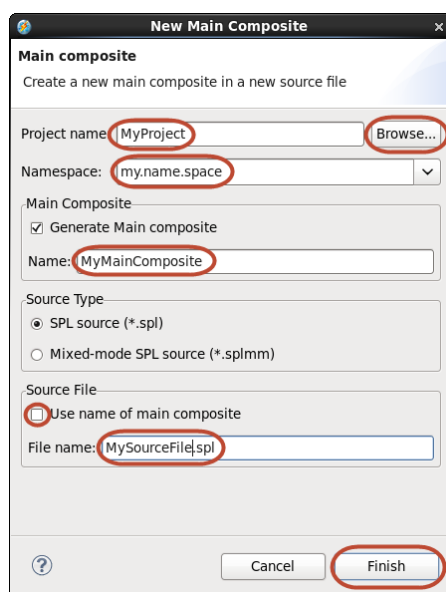 New Main Composite
Main composite
Create a new main composite in a new source file
Project name: MyProject Browse...
Namespace: my.name.space
Main Composite
Generate Main composite
Name: MyMainComposite
Source Type
SPL source (*.spl)
Mixed-mode SPL source (*.splmm)
Source File
Use name of main composite
File name: MySourceFile.spl
? Cancel Finish